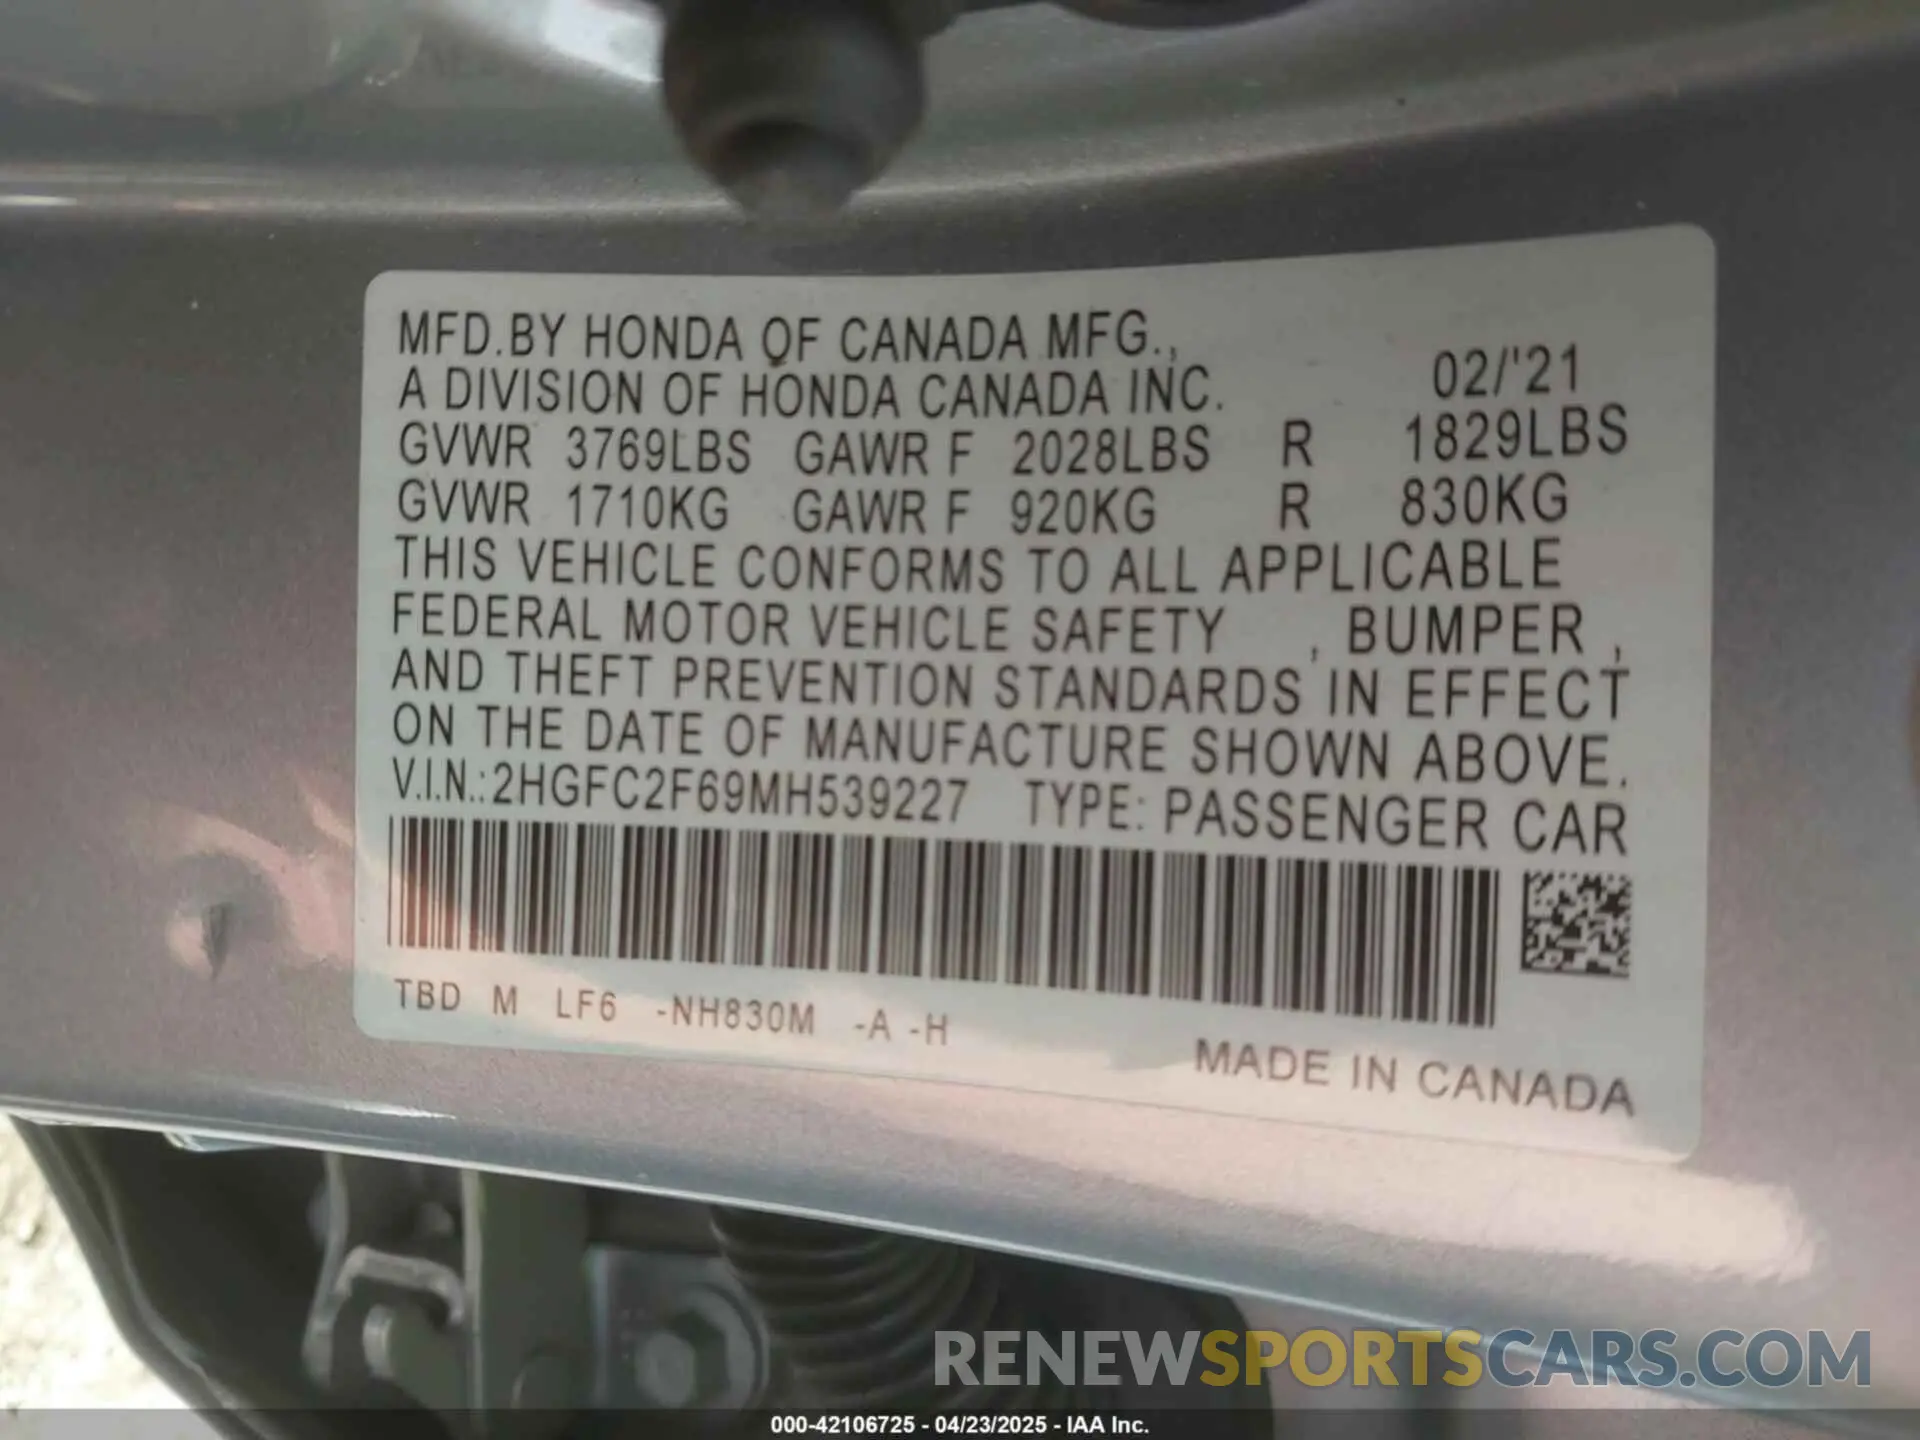 MFD.BY HONDA OF CANADA MFG.,
A DIVISION OF HONDA CANADA INC. 02/'21
GVWR 3769LBS GAWR F 2028LBS R 1829LBS
GVWR 1710KG GAWR F 920KG R 830KG
THIS VEHICLE CONFORMS TO ALL APPLICABLE
FEDERAL MOTOR VEHICLE SAFETY , BUMPER ,
AND THEFT PREVENTION STANDARDS IN EFFECT
ON THE DATE OF MANUFACTURE SHOWN ABOVE.
V.I.N.:2HGFC2F69MH539227 TYPE: PASSENGER CAR
TBD M LF6 -NH830M -A -H
MADE IN CANADA
RENEWSPORTSCARS.COM
000-42106725 - 04/23/2025 - IAA Inc.